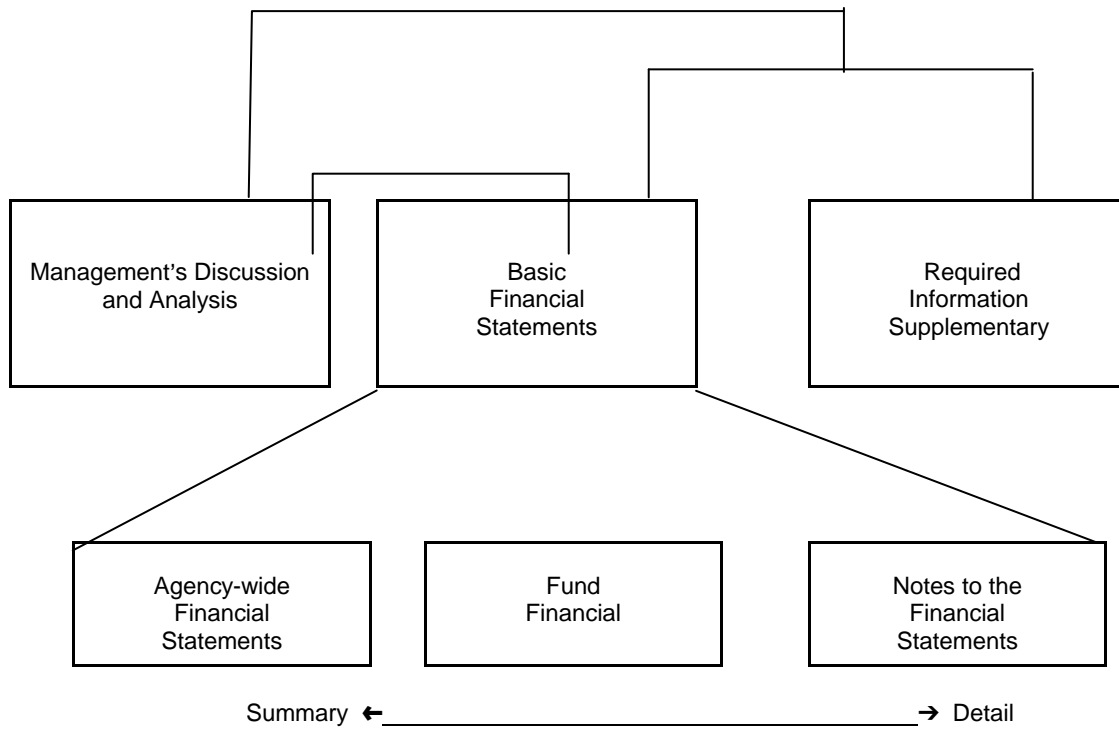 Management's Discussion
and Analysis
Basic
Financial
Statements
Required
Information
Supplementary
Agency-wide
Financial
Statements
Fund
Financial
Notes to the
Financial
Statements
Summary ← → Detail